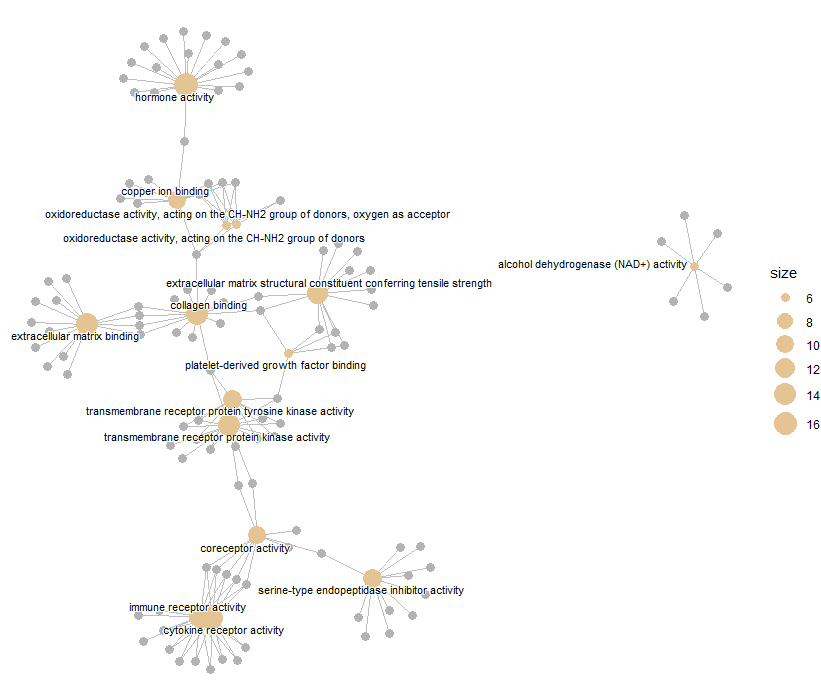 hormone activity
copper ion binding
oxidoreductase activity, acting on the CH-NH2 group of donors, oxygen as acceptor
oxidoreductase activity, acting on the CH-NH2 group of donors
alcohol dehydrogenase (NAD+) activity
extracellular matrix structural constituent conferring tensile strength
collagen binding
extracellular matrix binding
platelet-derived growth factor binding
transmembrane receptor protein tyrosine kinase activity
transmembrane receptor protein kinase activity
coreceptor activity
serine-type endopeptidase inhibitor activity
immune receptor activity
cytokine receptor activity
size
6
8
10
12
14
16